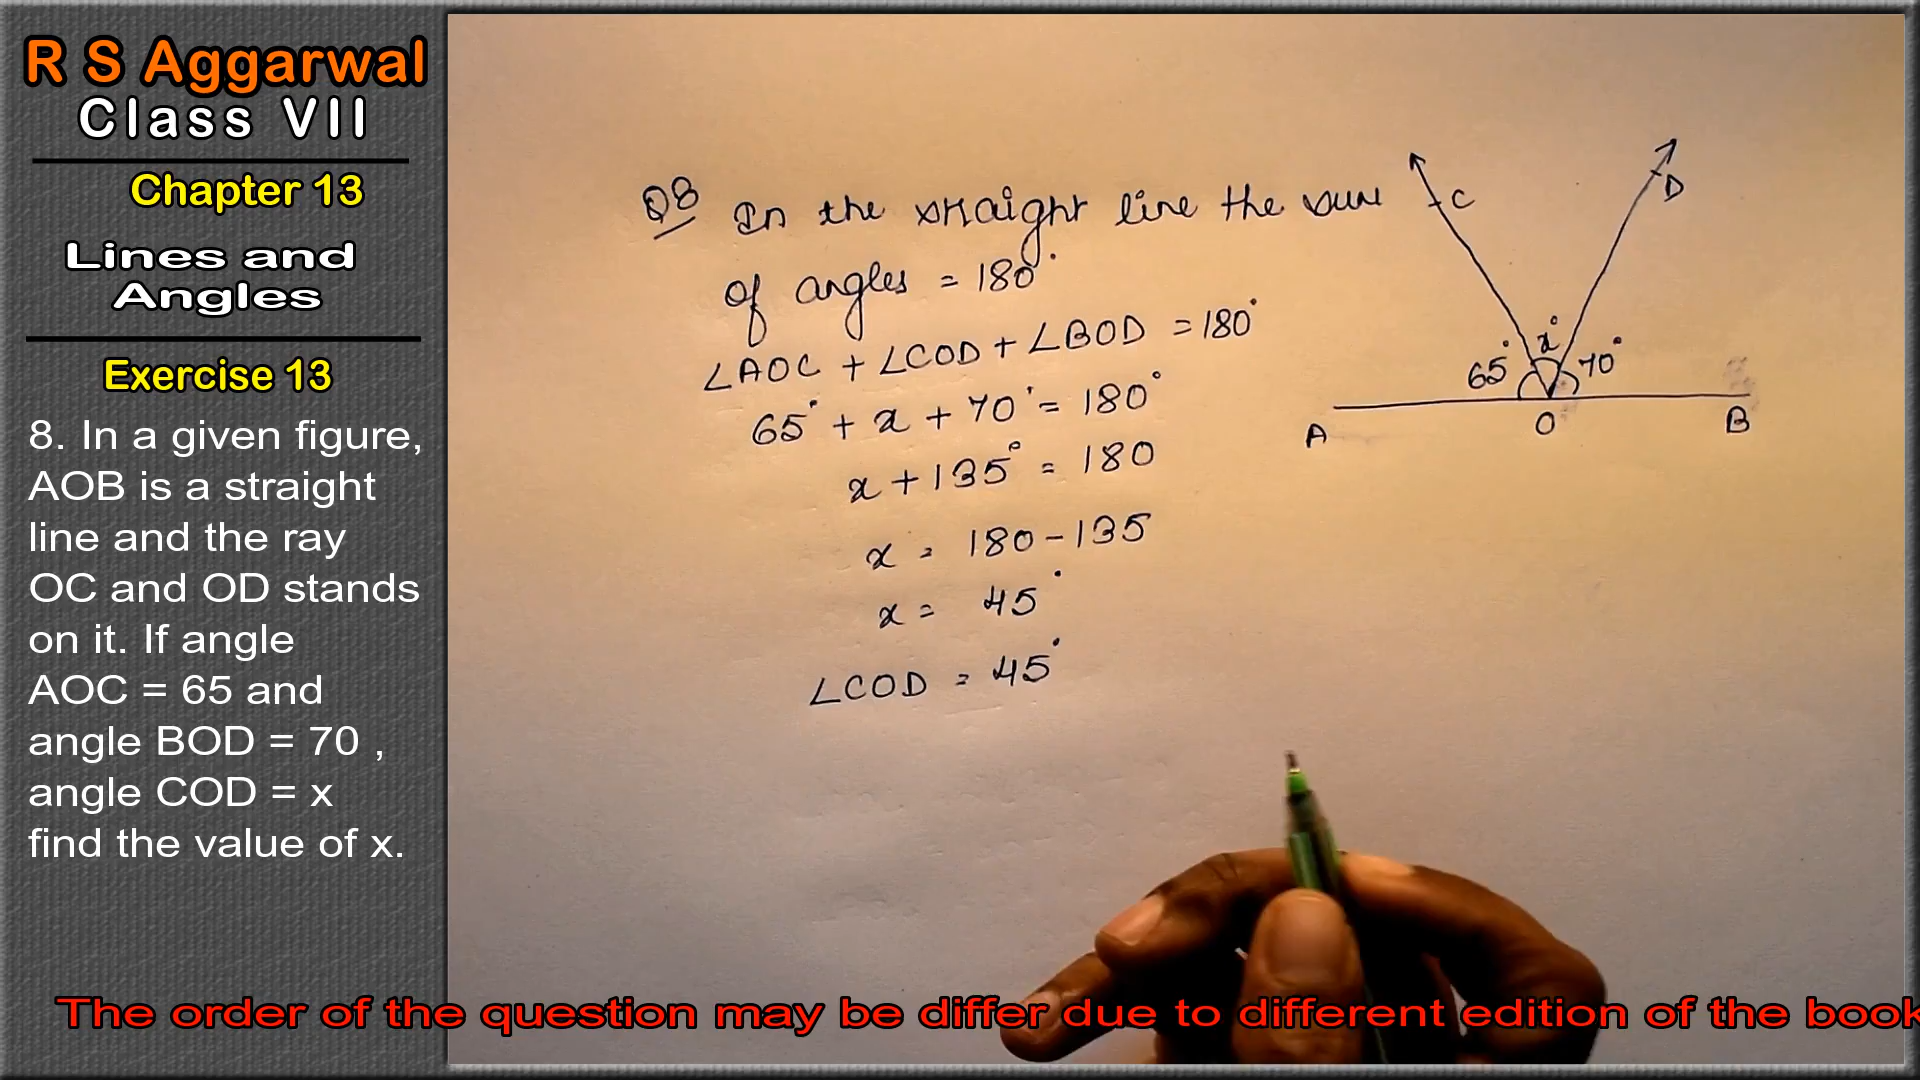 R S Aggarwal
Class VII
Chapter 13
Lines and
Angles
Exercise 13
8. In a given figure,
AOB is a straight
line and the ray
OC and OD stands
on it. If angle
AOC = 65 and
angle BOD = 70 ,
angle COD = x
find the value of x.
Q8 In the straight line the sum
of angles = 180°
∠AOC + ∠COD + ∠BOD = 180°
65° + x + 70° = 180°
x + 135° = 180
x = 180 - 135
x = 45°
∠COD = 45°
C
D
65° x° 70°
A O B
The order of the question may be differ due to different edition of the book